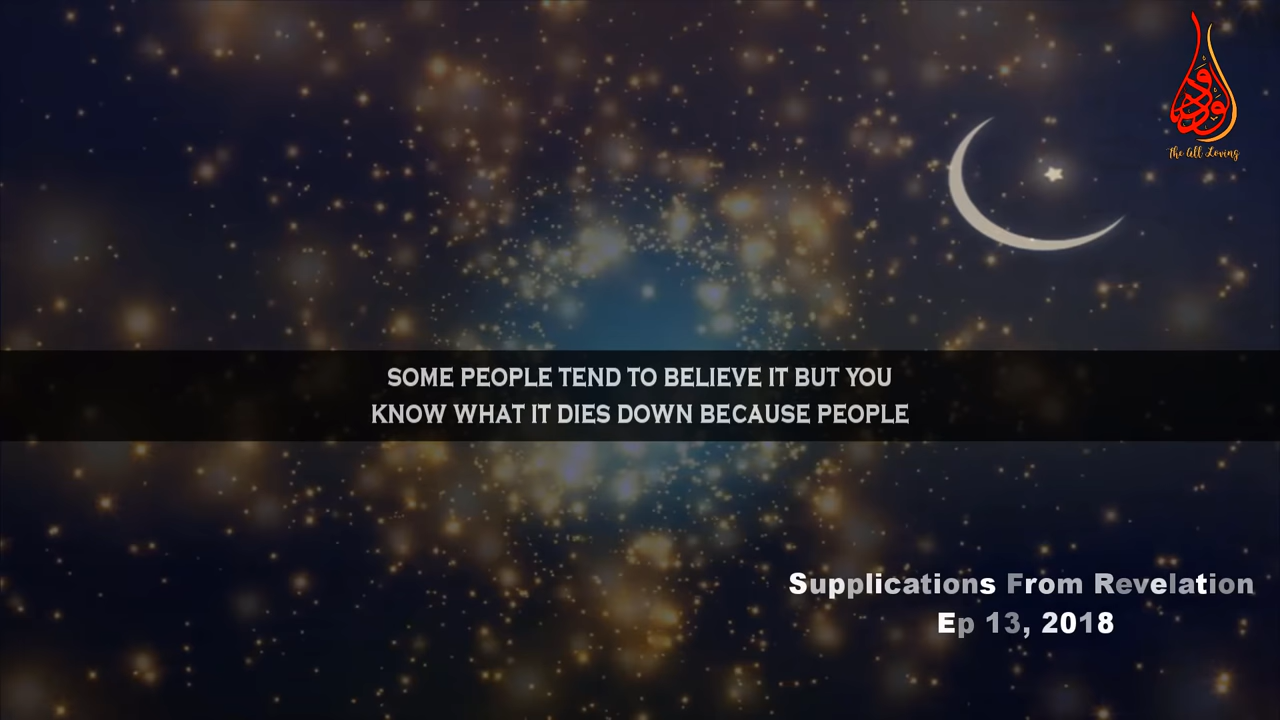 الودود
The All Loving
SOME PEOPLE TEND TO BELIEVE IT BUT YOU
KNOW WHAT IT DIES DOWN BECAUSE PEOPLE
Supplications From Revelation
Ep 13, 2018